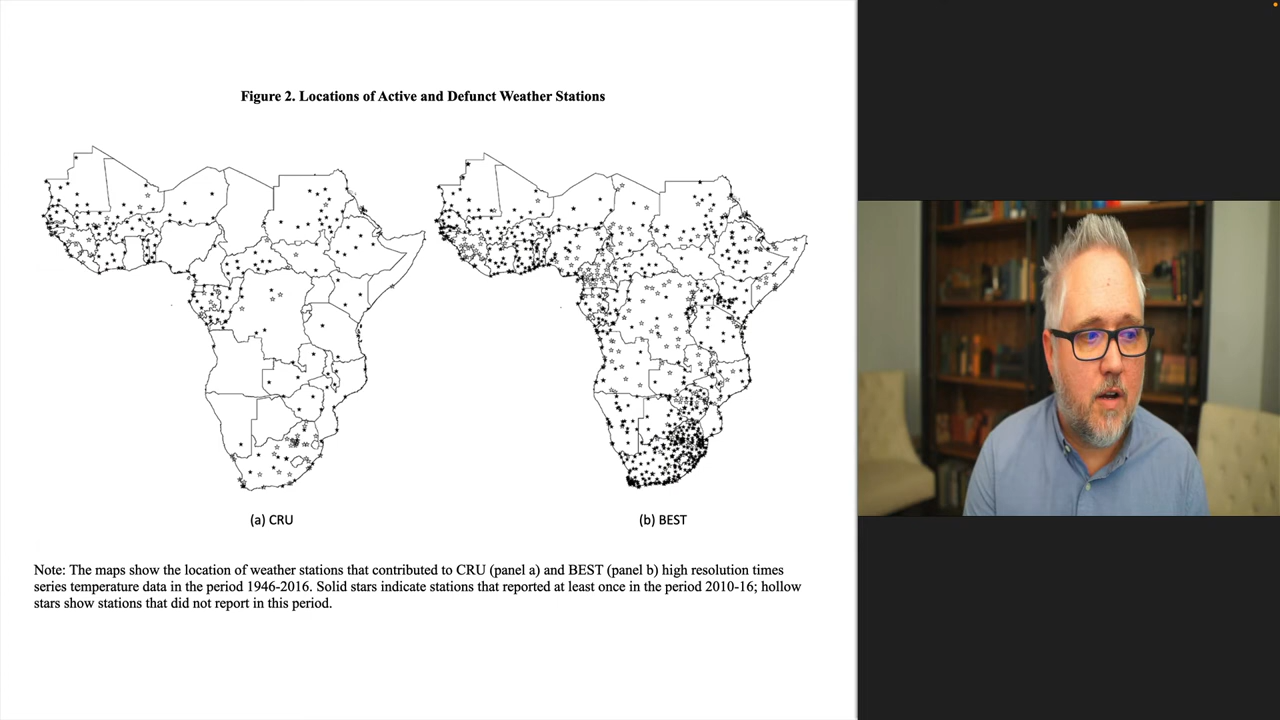 Figure 2. Locations of Active and Defunct Weather Stations
(a) CRU
(b) BEST
Note: The maps show the location of weather stations that contributed to CRU (panel a) and BEST (panel b) high resolution times
series temperature data in the period 1946-2016. Solid stars indicate stations that reported at least once in the period 2010-16; hollow
stars show stations that did not report in this period.